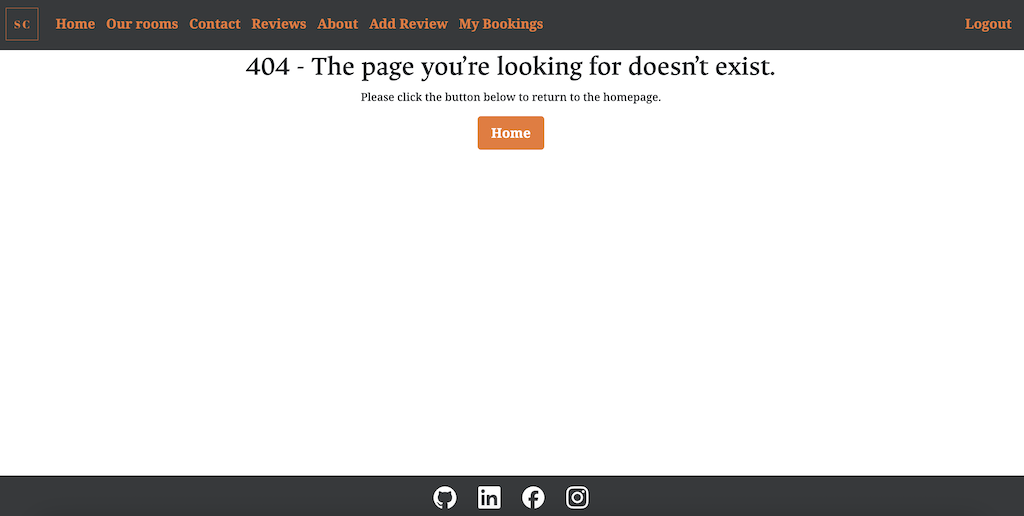 SC Home Our rooms Contact Reviews About Add Review My Bookings Logout
404 - The page you’re looking for doesn’t exist.
Please click the button below to return to the homepage.
Home